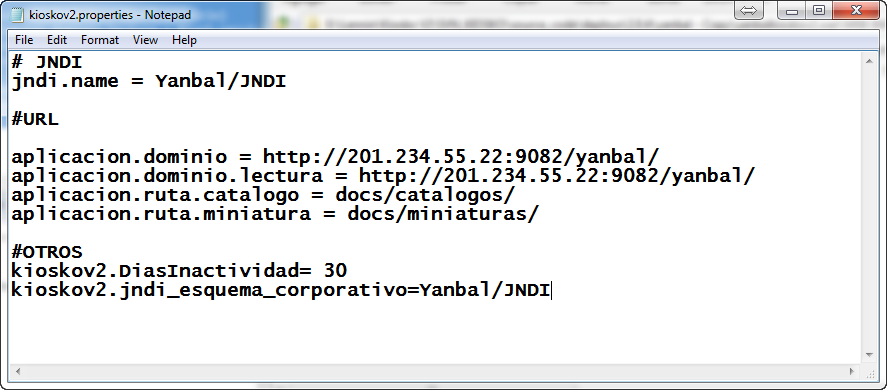 kioskov2.properties - Notepad
File Edit Format View Help
# JNDI
jndi.name = Yanbal/JNDI
#URL
aplicacion.dominio = http://201.234.55.22:9082/yanbal/
aplicacion.dominio.lectura = http://201.234.55.22:9082/yanbal/
aplicacion.ruta.catalogo = docs/catalogos/
aplicacion.ruta.miniatura = docs/miniaturas/
#OTROS
kioskov2.DiasInactividad= 30
kioskov2.jndi_esquema_corporativo=Yanbal/JNDI